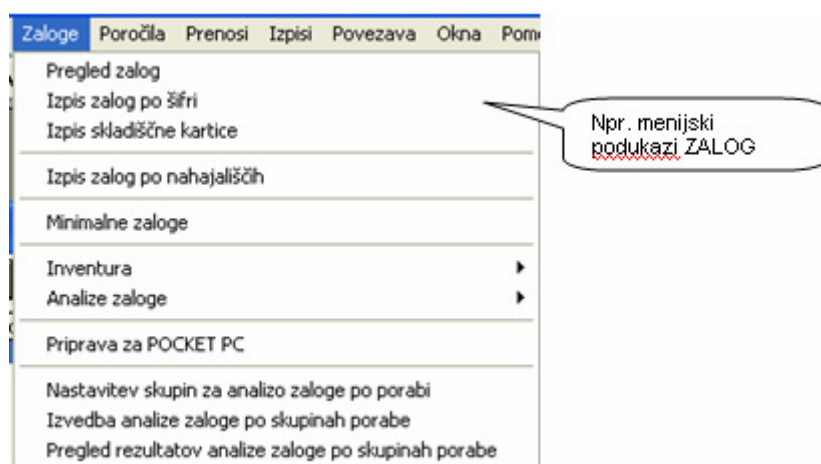 Zaloge Poročila Prenosi Izpisi Povezava Okna
Pregled zalog
Izpis zalog po šifri
Izpis skladiščne kartice
Izpis zalog po nahajališčih
Minimalne zaloge
Inventura
Analize zaloge
Priprava za POCKET PC
Nastavitev skupin za analizo zaloge po porabi
Izvedba analize zaloge po skupinah porabe
Pregled rezultatov analize zaloge po skupinah porabe
Npr. menijski
podukazi ZALOG